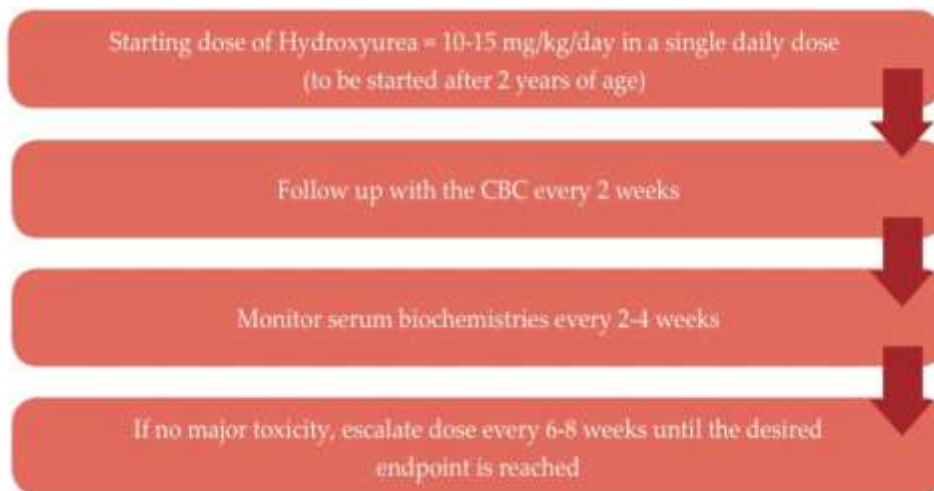 Starting dose of Hydroxyurea = 10-15 mg/kg/day in a single daily dose
(to be started after 2 years of age)
Follow up with the CBC every 2 weeks
Monitor serum biochemistries every 2-4 weeks
If no major toxicity, escalate dose every 6-8 weeks until the desired
endpoint is reached